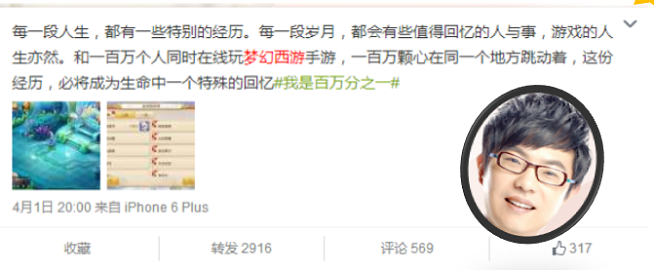 每一段人生，都有一些特别的经历。每一段岁月，都会有些值得回忆的人与事，游戏的人
生亦然。和一百万个人同时在线玩梦幻西游手游，一百万颗心在同一个地方跳动着，这份
经历，必将成为生命中一个特殊的回忆#我是百万分之一#
4月1日 20:00 来自 iPhone 6 Plus
收藏 转发 2916 评论 569 317